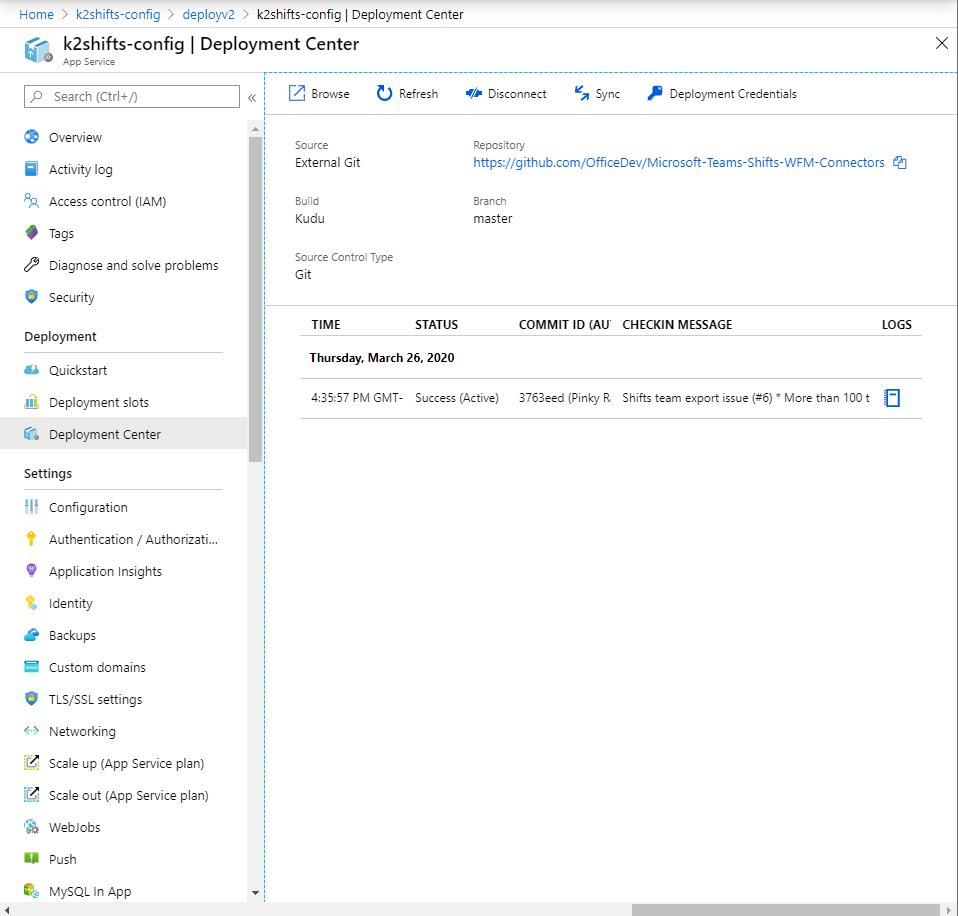 Home > k2shifts-config > deployv2 > k2shifts-config | Deployment Center
k2shifts-config | Deployment Center
App Service
Search (Ctrl+/)
«
Overview
Activity log
Access control (IAM)
Tags
Diagnose and solve problems
Security
Deployment
Quickstart
Deployment slots
Deployment Center
Settings
Configuration
Authentication / Authorizati...
Application Insights
Identity
Backups
Custom domains
TLS/SSL settings
Networking
Scale up (App Service plan)
Scale out (App Service plan)
WebJobs
Push
MySQL In App
Browse Refresh Disconnect Sync Deployment Credentials
Source Repository
External Git https://github.com/OfficeDev/Microsoft-Teams-Shifts-WFM-Connectors
Build Branch
Kudu master
Source Control Type
Git
TIME STATUS COMMIT ID (AU CHECKIN MESSAGE LOGS
Thursday, March 26, 2020
4:35:57 PM GMT- Success (Active) 3763eed (Pinky R Shifts team export issue (#6) * More than 100 t